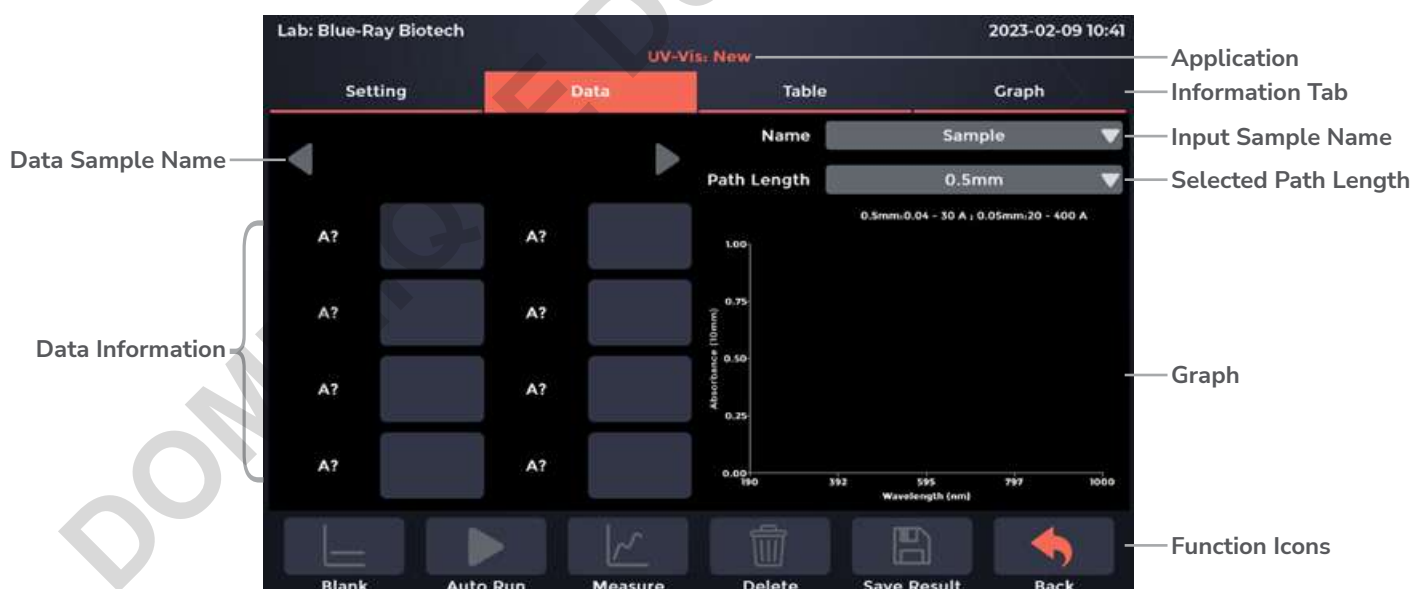 Lab: Blue-Ray Biotech 2023-02-09 10:41
UV-Vis: New
Application
Setting Data Table Graph
Information Tab
Name Sample
Input Sample Name
Data Sample Name
Path Length 0.5mm
Selected Path Length
0.5mm:0.04 - 30 A ; 0.05mm:20 - 400 A
A? A?
A? A?
A? A?
A? A?
Data Information
1.00
0.75
0.50
0.25
0.00
Absorbance (10mm)
190 392 595 797 1000
Wavelength (nm)
Graph
Function Icons
Blank Auto Run Measure Delete Save Result Back